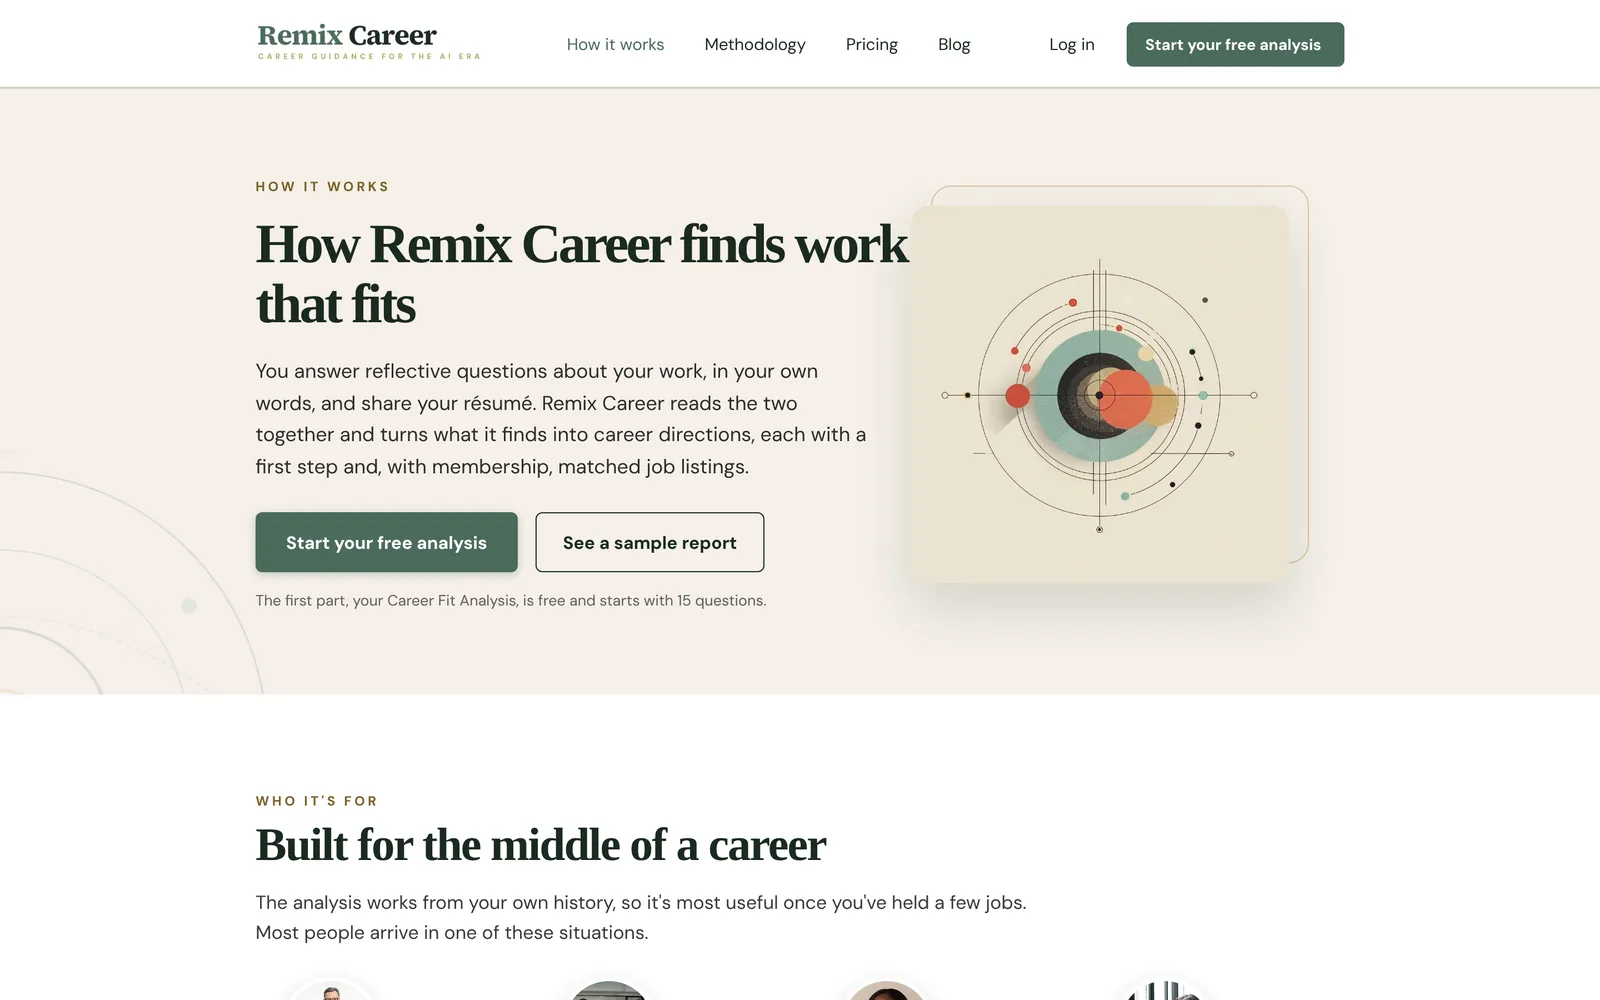 Remix Career
CAREER GUIDANCE FOR THE AI ERA
How it works
Methodology
Pricing
Blog
Log in
Start your free analysis
HOW IT WORKS
How Remix Career finds work
that fits
You answer reflective questions about your work, in your own
words, and share your résumé. Remix Career reads the two
together and turns what it finds into career directions, each with a
first step and, with membership, matched job listings.
Start your free analysis
See a sample report
The first part, your Career Fit Analysis, is free and starts with 15 questions.
WHO IT'S FOR
Built for the middle of a career
The analysis works from your own history, so it's most useful once you've held a few jobs.
Most people arrive in one of these situations.